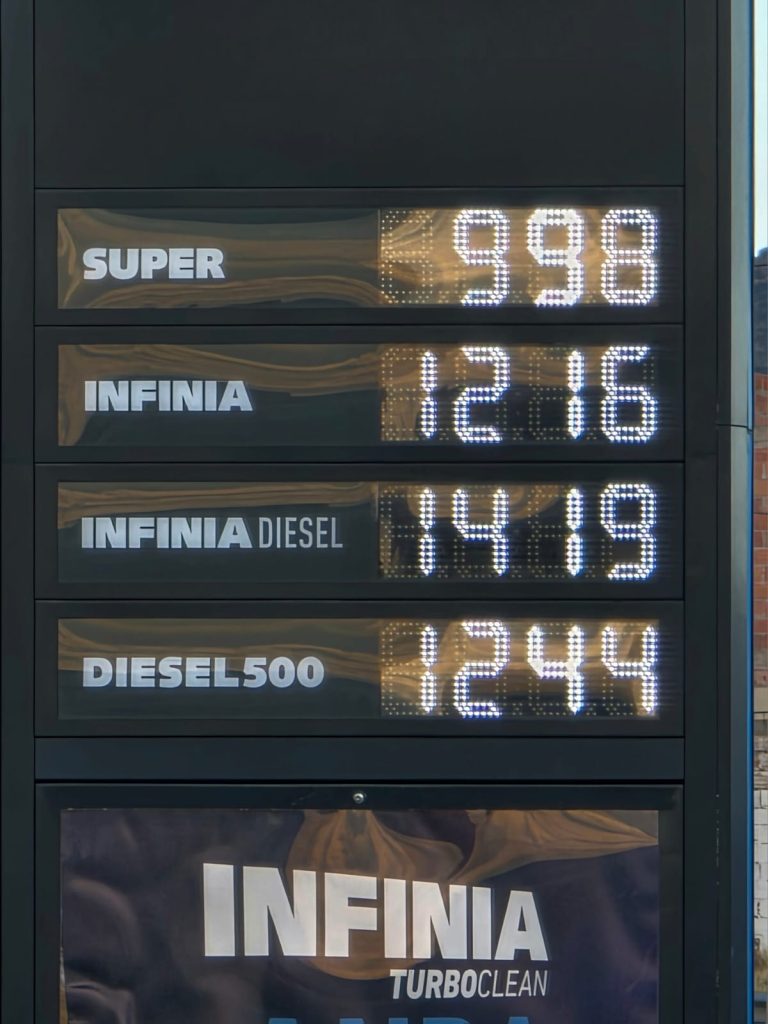 SUPER 998
INFINIA 1216
INFINIA DIESEL 1419
DIESEL500 1244
INFINIA
TURBOCLEAN